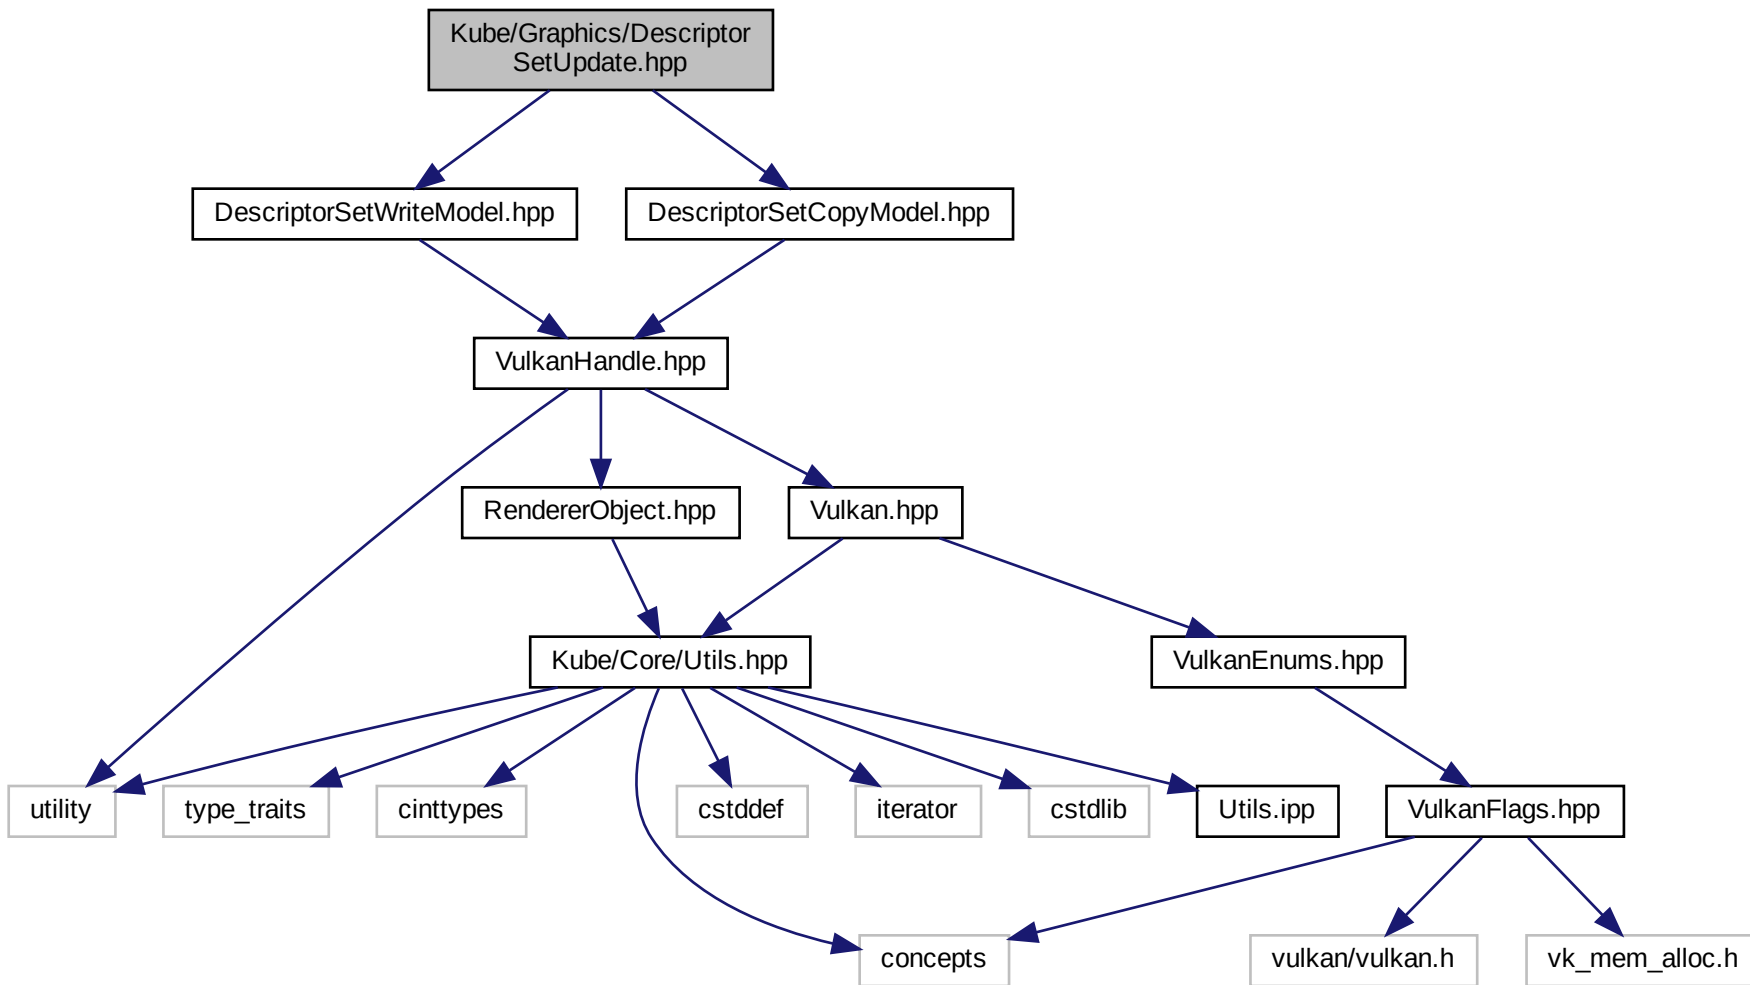 Kube/Graphics/Descriptor
SetUpdate.hpp
DescriptorSetWriteModel.hpp
DescriptorSetCopyModel.hpp
VulkanHandle.hpp
RendererObject.hpp
Vulkan.hpp
Kube/Core/Utils.hpp
VulkanEnums.hpp
utility
type_traits
cinttypes
cstddef
iterator
cstdlib
Utils.ipp
VulkanFlags.hpp
concepts
vulkan/vulkan.h
vk_mem_alloc.h